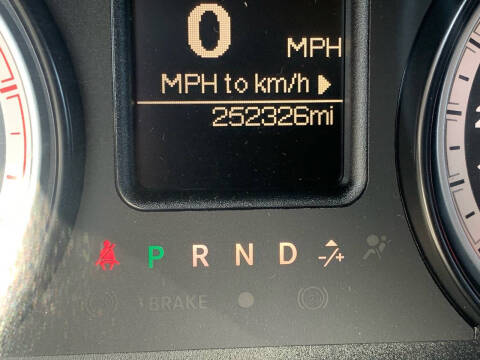 0 MPH
MPH to km/h
252326mi
P R N D -/+
BRAKE